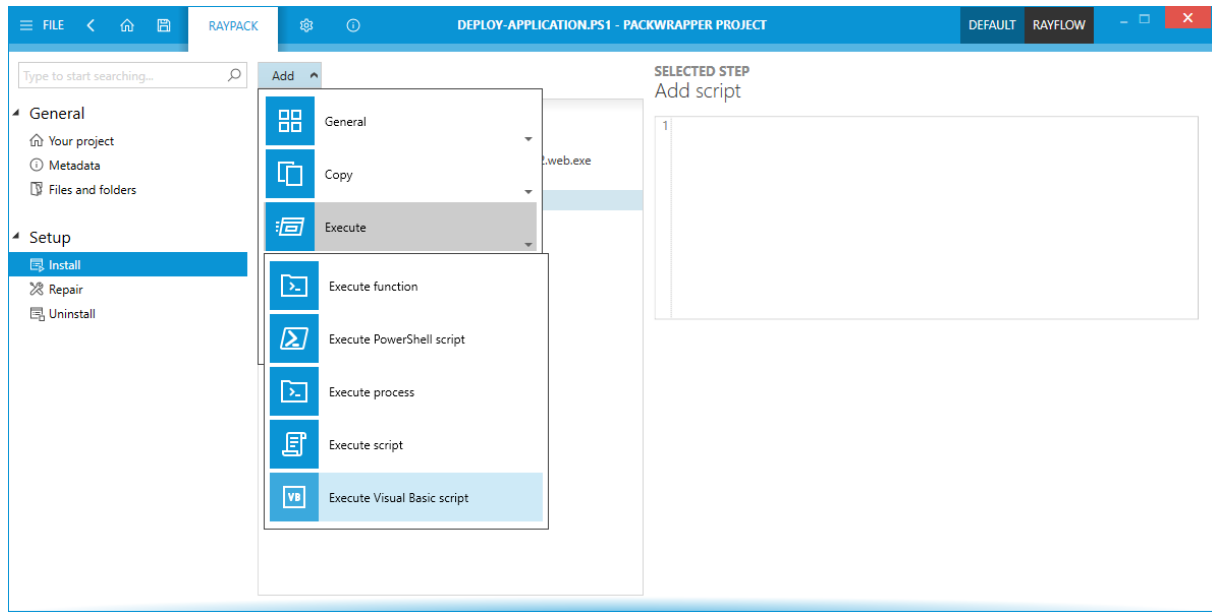 FILE
RAYPACK
DEPLOY-APPLICATION.PS1 - PACKWRAPPER PROJECT
DEFAULT
RAYFLOW
Type to start searching...
General
Your project
Metadata
Files and folders
Setup
Install
Repair
Uninstall
Add
General
Copy
Execute
Execute function
Execute PowerShell script
Execute process
Execute script
VB Execute Visual Basic script
.web.exe
SELECTED STEP
Add script
1